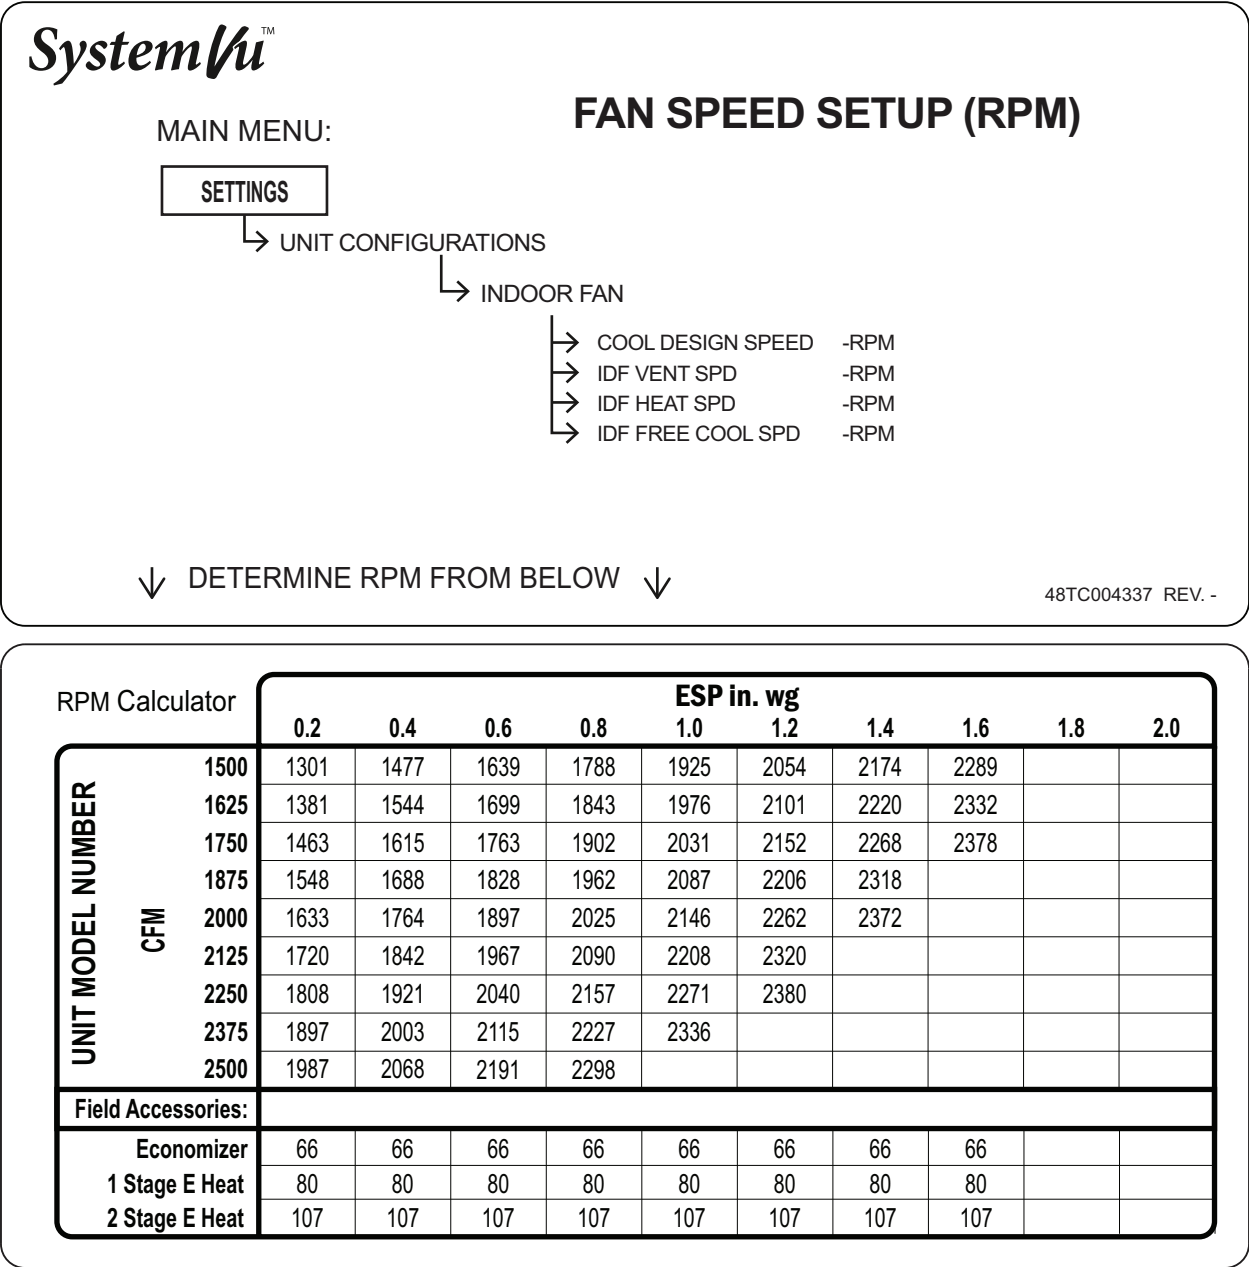 SystemVu™
FAN SPEED SETUP (RPM)
MAIN MENU:
SETTINGS
UNIT CONFIGURATIONS
INDOOR FAN
COOL DESIGN SPEED -RPM
IDF VENT SPD -RPM
IDF HEAT SPD -RPM
IDF FREE COOL SPD -RPM
DETERMINE RPM FROM BELOW
48TC004337 REV. -
RPM Calculator
ESP in. wg
0.2 0.4 0.6 0.8 1.0 1.2 1.4 1.6 1.8 2.0
UNIT MODEL NUMBER
CFM
1500 1301 1477 1639 1788 1925 2054 2174 2289
1625 1381 1544 1699 1843 1976 2101 2220 2332
1750 1463 1615 1763 1902 2031 2152 2268 2378
1875 1548 1688 1828 1962 2087 2206 2318
2000 1633 1764 1897 2025 2146 2262 2372
2125 1720 1842 1967 2090 2208 2320
2250 1808 1921 2040 2157 2271 2380
2375 1897 2003 2115 2227 2336
2500 1987 2068 2191 2298
Field Accessories:
Economizer 66 66 66 66 66 66 66 66
1 Stage E Heat 80 80 80 80 80 80 80 80
2 Stage E Heat 107 107 107 107 107 107 107 107